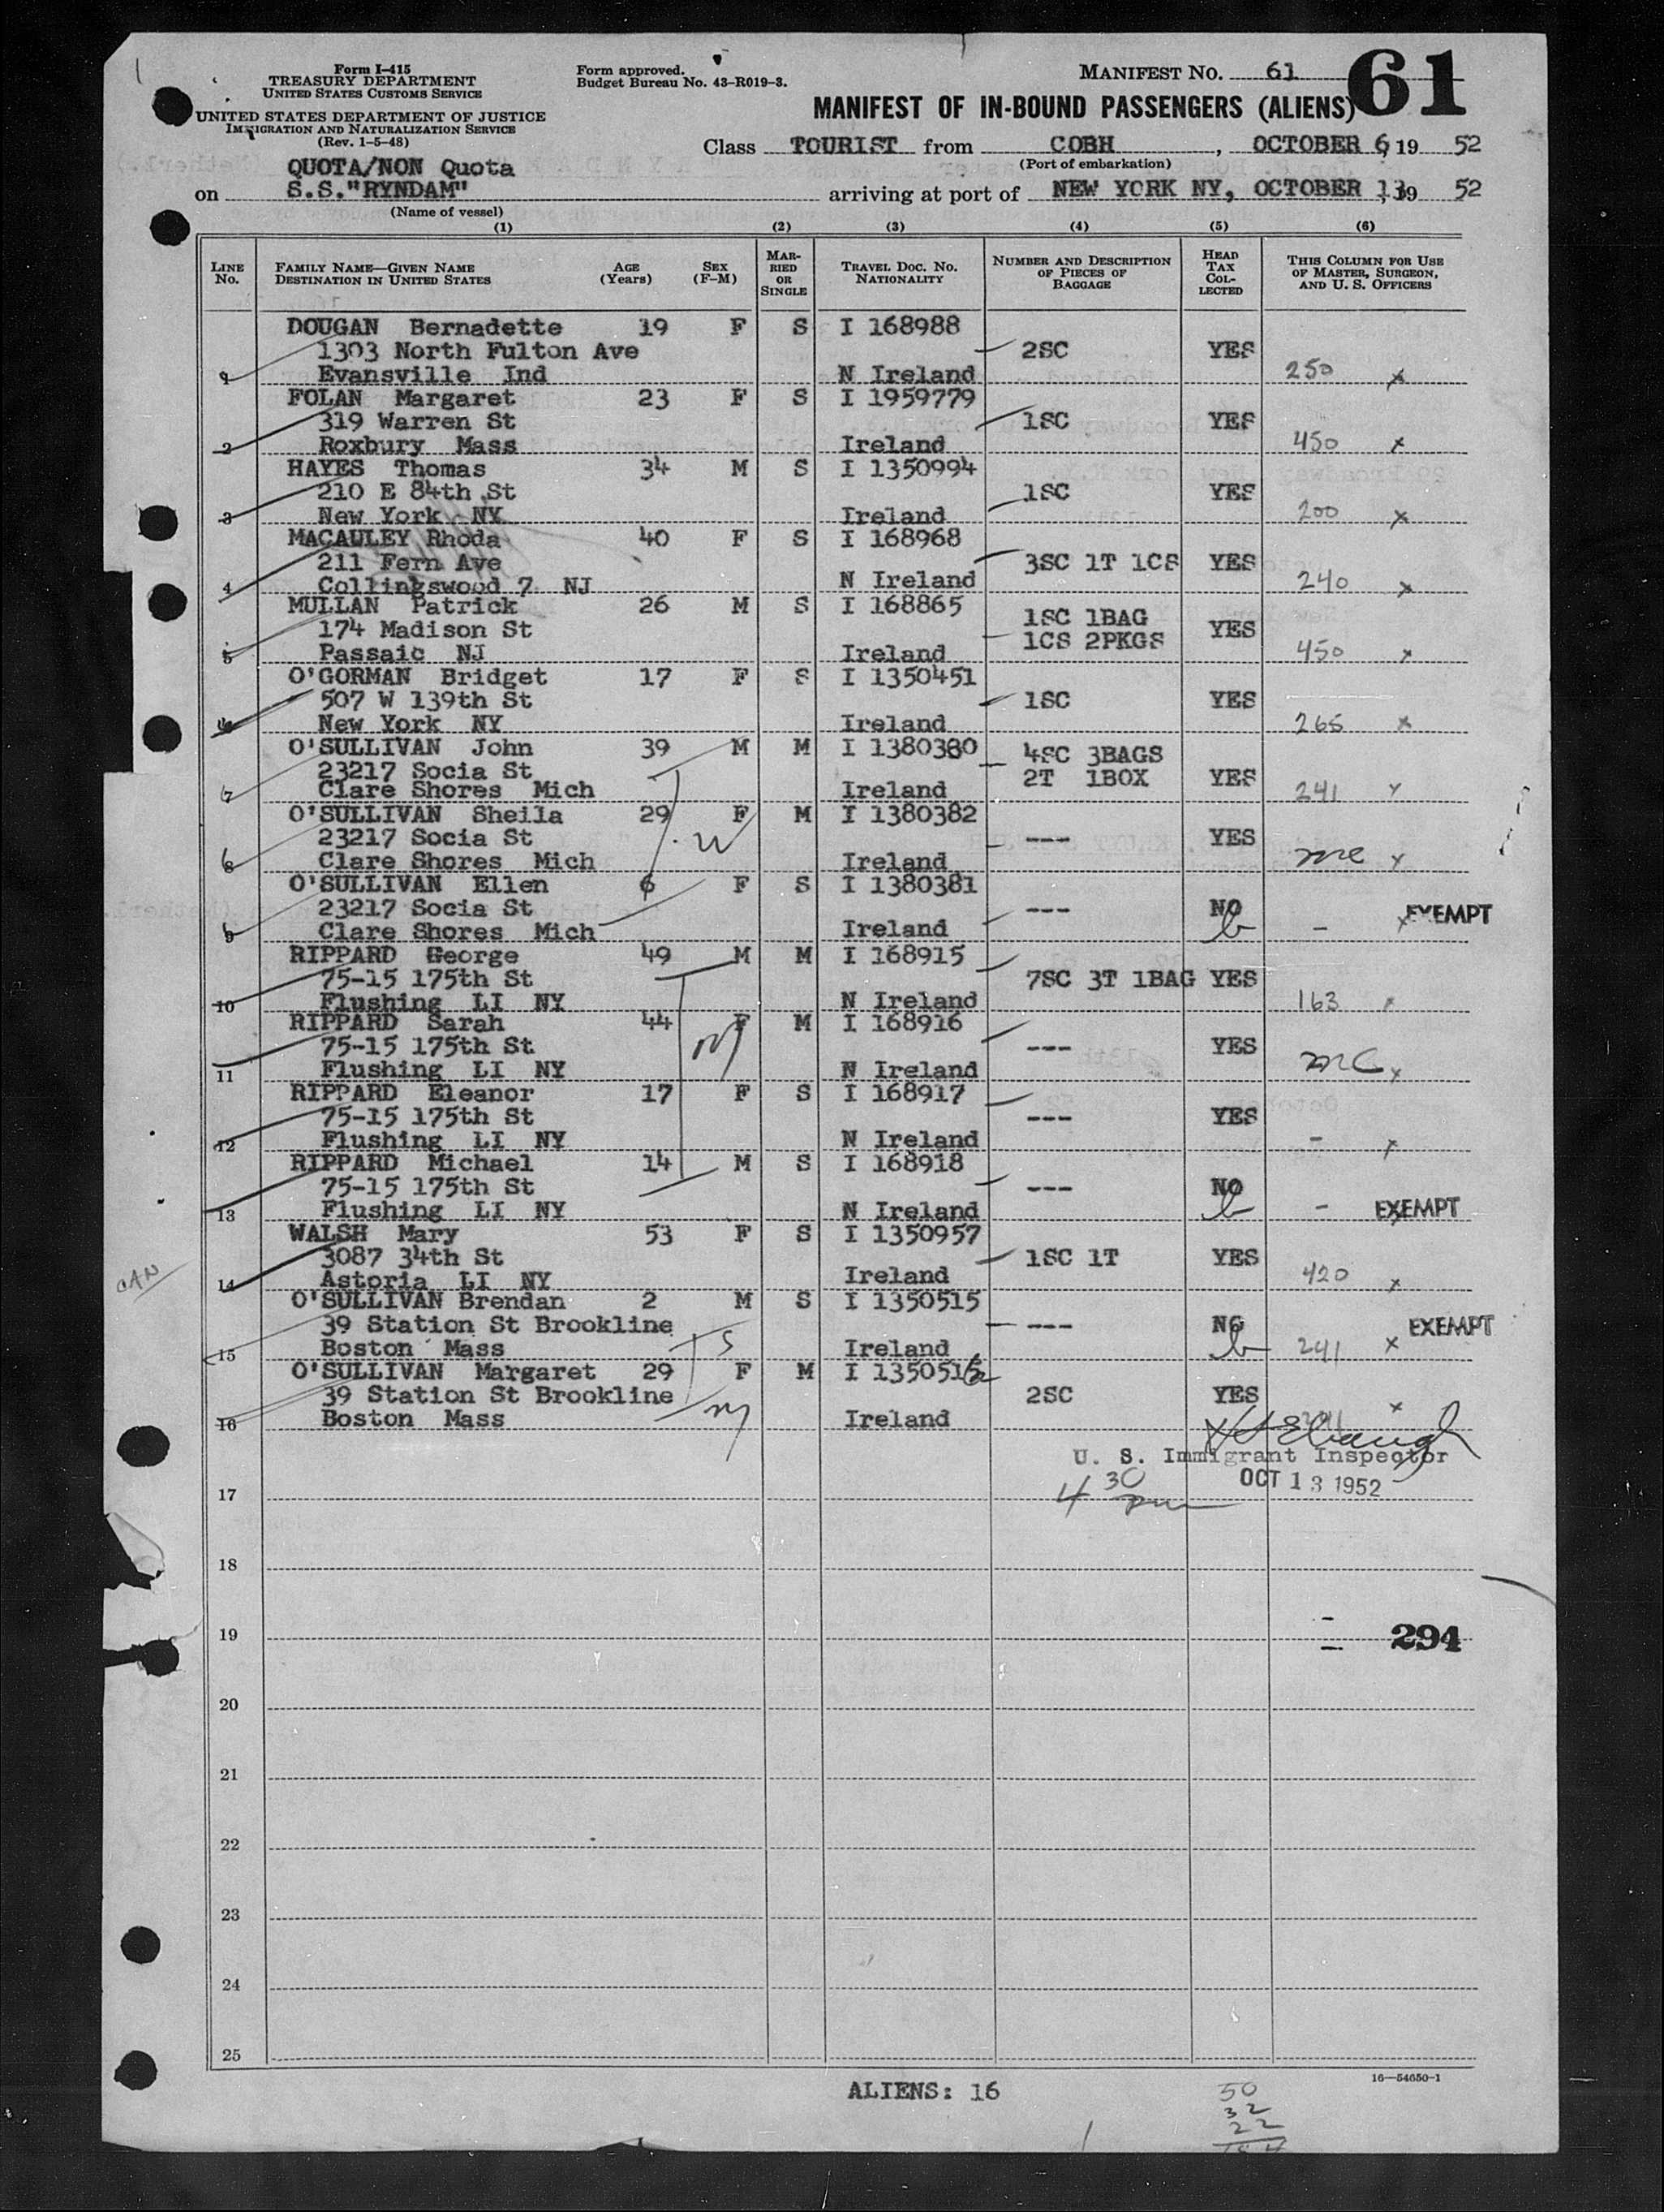 Form I-415
TREASURY DEPARTMENT
UNITED STATES CUSTOMS SERVICE
UNITED STATES DEPARTMENT OF JUSTICE
IMMIGRATION AND NATURALIZATION SERVICE
(Rev. 1-5-48)
Form approved.
Budget Bureau No. 43-R019-3.
MANIFEST NO. 61
61
MANIFEST OF IN-BOUND PASSENGERS (ALIENS)
Class TOURIST from COBH, OCTOBER 6, 19 52
(Port of embarkation)
QUOTA/NON Quota
on S.S."RYNDAM" arriving at port of NEW YORK NY, OCTOBER 13, 19 52
(Name of vessel)
(1) (2) (3) (4) (5) (6)
LINE NO. FAMILY NAME—GIVEN NAME DESTINATION IN UNITED STATES AGE (Years) SEX (F-M) MARRIED OR SINGLE TRAVEL DOC. NO. NATIONALITY NUMBER AND DESCRIPTION OF PIECES OF BAGGAGE HEAD TAX COLLECTED THIS COLUMN FOR USE OF MASTER, SURGEON, AND U. S. OFFICERS
DOUGAN Bernadette 19 F S I 168988
1303 North Fulton Ave 2SC YES
1 Evansville Ind N Ireland 250 x
FOLAN Margaret 23 F S I 1959779
319 Warren St 1SC YES
2 Roxbury Mass Ireland 450 x
HAYES Thomas 34 M S I 1350994
210 E 84th St 1SC YES
3 New York NY Ireland 200 x
MACAULEY Rhoda 40 F S I 168968
211 Fern Ave 3SC 1T 1CS YES
4 Collingswood 7 NJ N Ireland 240 x
MULLAN Patrick 26 M S I 168865
174 Madison St 1SC 1BAG 1CS 2PKGS YES
5 Passaic NJ Ireland 450 x
O'GORMAN Bridget 17 F S I 1350451
507 W 139th St 1SC YES
6 New York NY Ireland 265 x
O'SULLIVAN John 39 M M I 1380380 4SC 3BAGS
23217 Socia St 2T 1BOX YES
7 Clare Shores Mich Ireland 241 x
O'SULLIVAN Sheila 29 F M I 1380382
23217 Socia St --- YES
8 Clare Shores Mich Ireland x
O'SULLIVAN Ellen 6 F S I 1380381
23217 Socia St --- NO EXEMPT
9 Clare Shores Mich Ireland - x
RIPPARD George 49 M M I 168915
75-15 175th St 7SC 3T 1BAG YES
10 Flushing LI NY N Ireland 163 x
RIPPARD Sarah 44 F M I 168916
75-15 175th St --- YES
11 Flushing LI NY N Ireland x
RIPPARD Eleanor 17 F S I 168917
75-15 175th St --- YES
12 Flushing LI NY N Ireland - x
RIPPARD Michael 14 M S I 168918
75-15 175th St --- NO
13 Flushing LI NY N Ireland - EXEMPT
WALSH Mary 53 F S I 1350957
3087 34th St 1SC 1T YES
CAN 14 Astoria LI NY Ireland 420 x
O'SULLIVAN Brendan 2 M S I 1350515
39 Station St Brookline --- NO EXEMPT
15 Boston Mass Ireland 241 x
O'SULLIVAN Margaret 29 F M
39 Station St Brookline 2SC YES x
16 Boston Mass Ireland
U. S. Immigrant Inspector
OCT 13 1952
4 30 pm
17
18
19 294
20
21
22
23
24
25
16—54650-1
ALIENS: 16
50
32
22